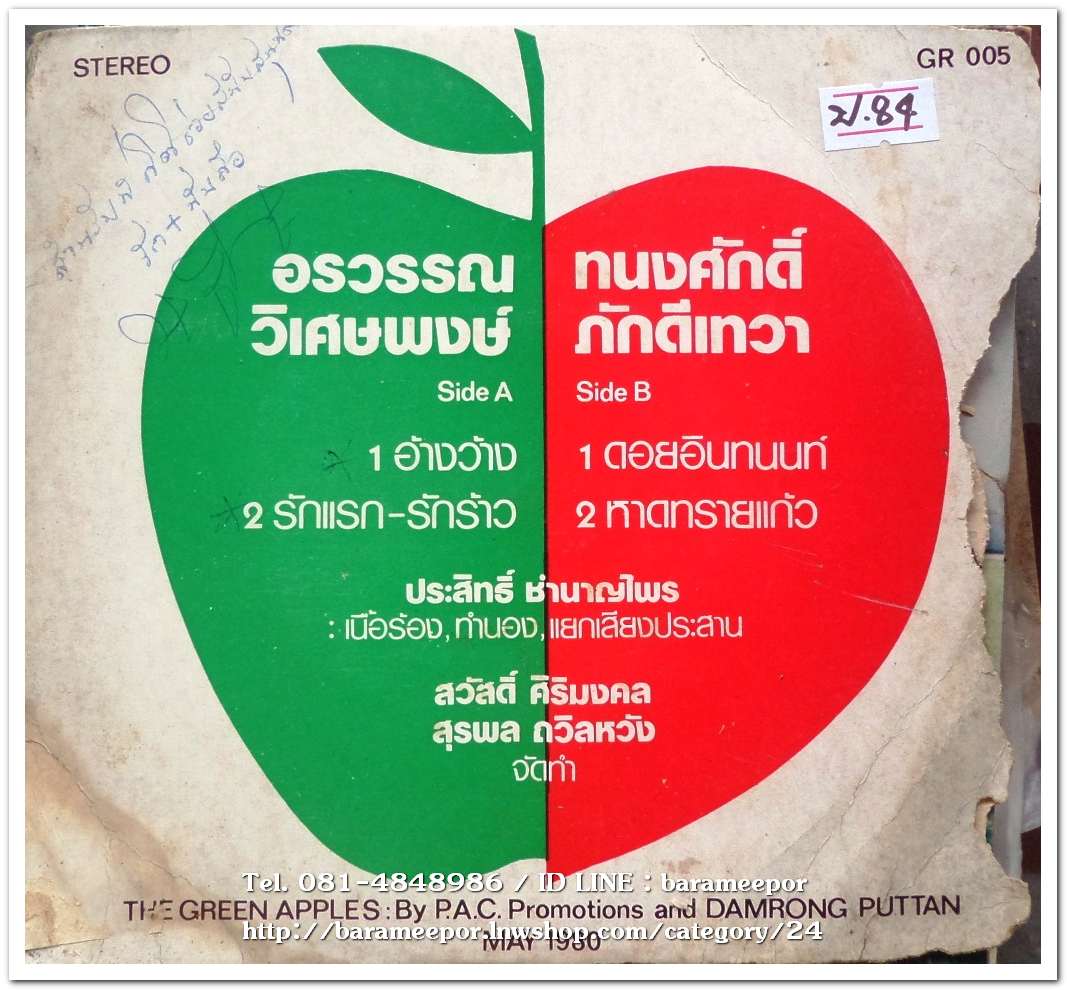 STEREO
GR 005
ป.84
อรวรรณ
วิเศษพงษ์
Side A
1 อ้างว้าง
2 รักแรก-รักร้าว
ทนงศักดิ์
ภักดีเทวา
Side B
1 ดอยอินทนนท์
2 หาดทรายแก้ว
ประสิทธิ์ ชำนาญไพร
: เนื้อร้อง, ทำนอง, แยกเสียงประสาน
สวัสดิ์ ศิริมงคล
สุรพล ถวิลหวัง
จัดทำ
Tel. 081-4848986 / ID LINE : barameepor
THE GREEN APPLES : By P.A.C. Promotions and DAMRONG PUTTAN
http://barameepor.lnwshop.com/category/24
MAY 1980